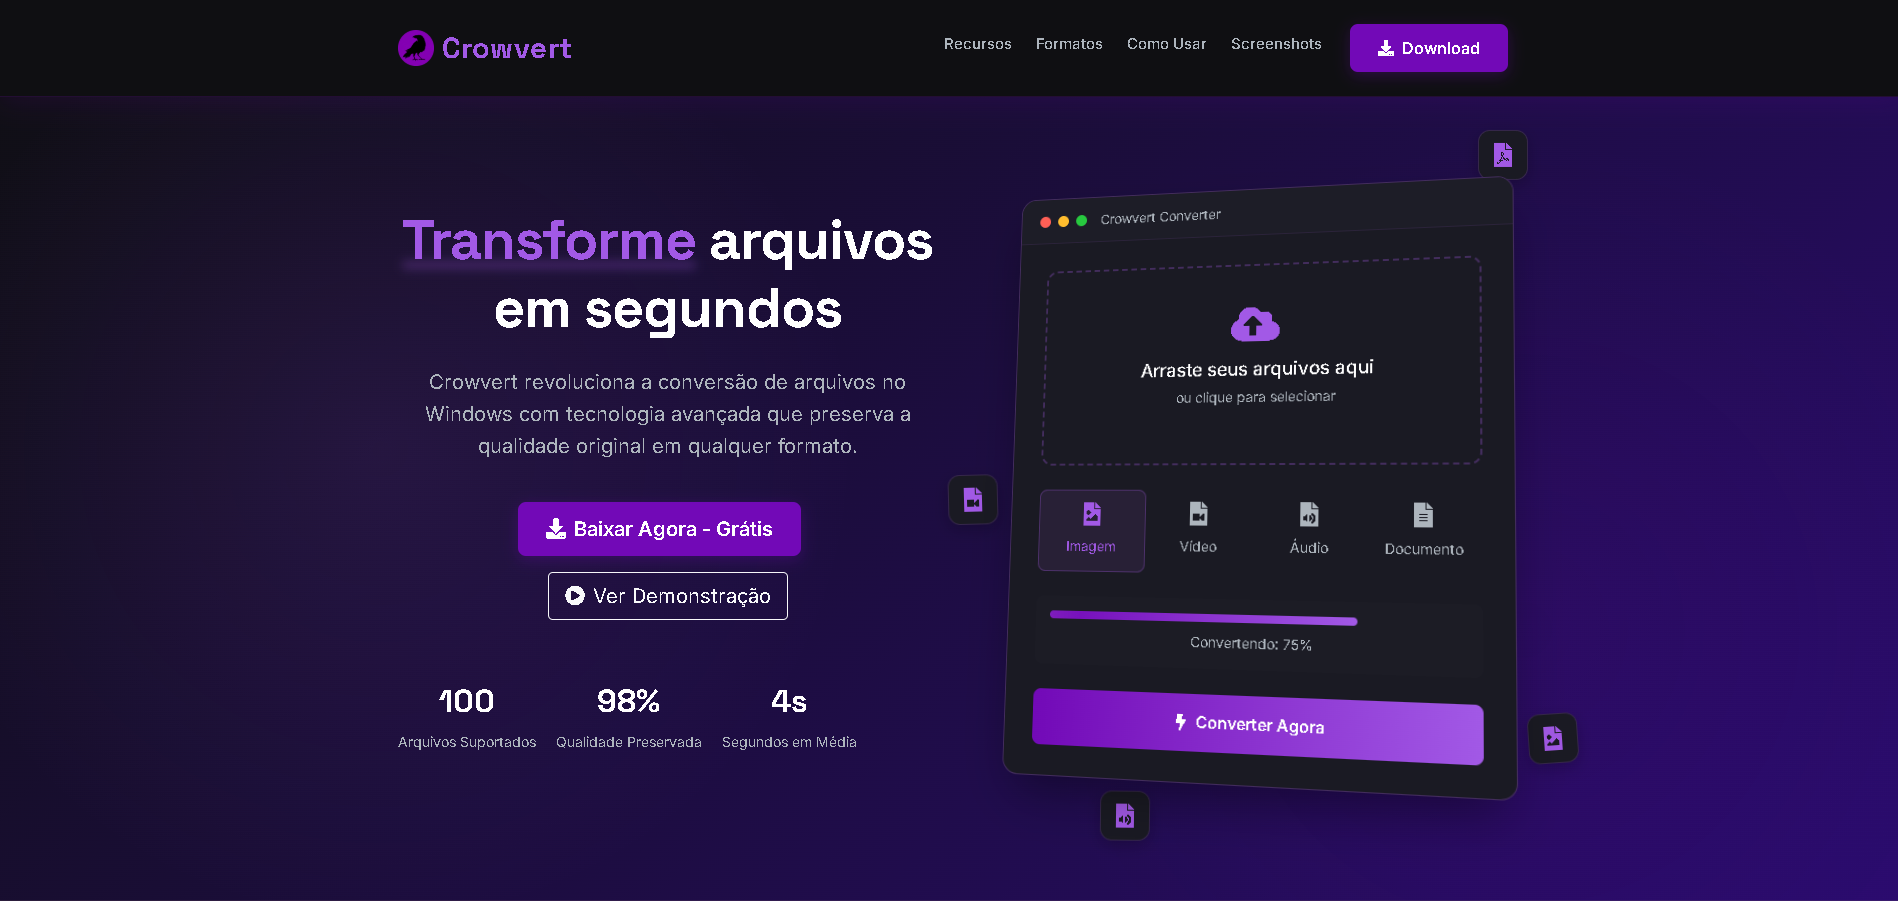 Crowvert
Recursos
Formatos
Como Usar
Screenshots
Download
Transforme arquivos
em segundos
Crowvert revoluciona a conversão de arquivos no
Windows com tecnologia avançada que preserva a
qualidade original em qualquer formato.
Baixar Agora - Grátis
Ver Demonstração
100
Arquivos Suportados
98%
Qualidade Preservada
4s
Segundos em Média
Crowvert Converter
Arraste seus arquivos aqui
ou clique para selecionar
Imagem
Vídeo
Áudio
Documento
Convertendo: 75%
Converter Agora